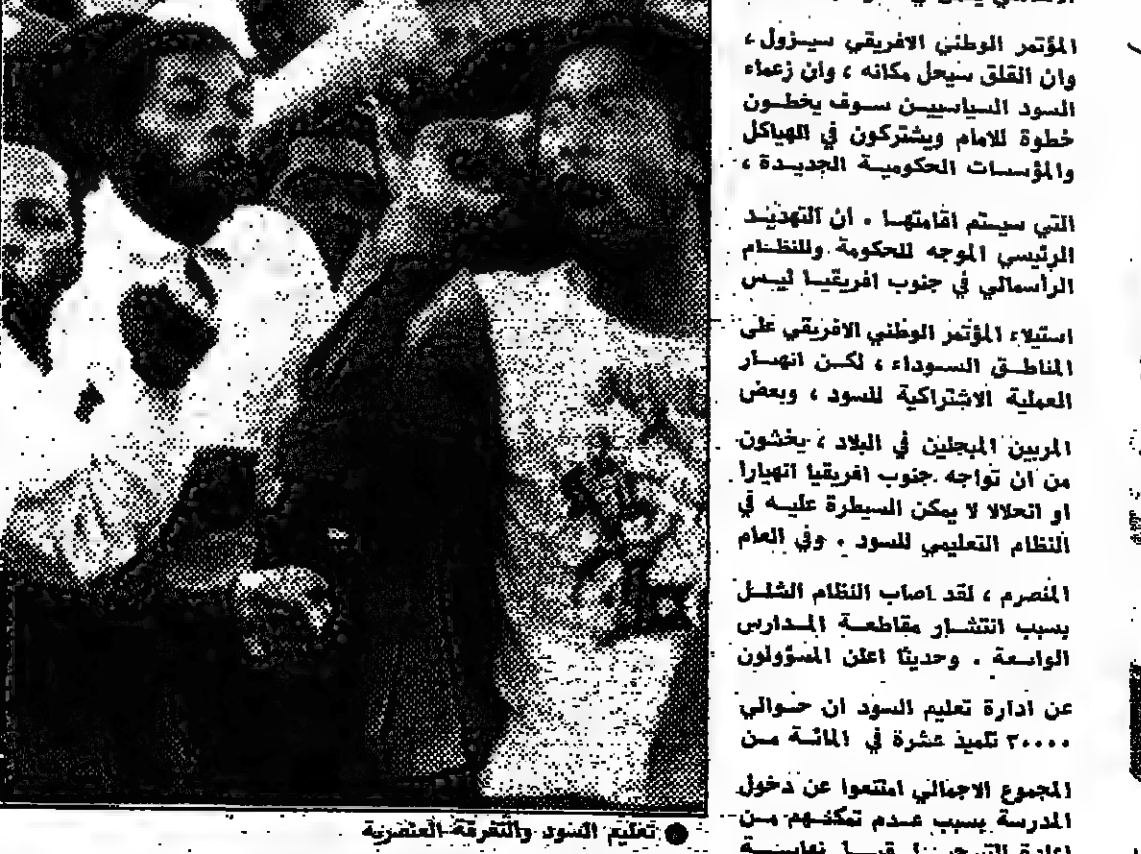 المؤتمر الوطني الافريقي سيزول ،
وان القلق سيحل مكانه ، وان زعماء
السود السياسيين سوف يخطون
خطوة للامام ويشتركون في الهياكل
والمؤسسات الحكومية الجديدة ،
التي سيتم اقامتها . ان التهديد
الرئيسي الموجه للحكومة وللنظام
الرأسمالي في جنوب افريقيا ليس
استيلاء المؤتمر الوطني الافريقي على
المناطق السوداء ، لكن انهيار
العملية الاشتراكية للسود ، وبعض
المربين المبجلين في البلاد ، يخشون
من ان تواجه جنوب افريقيا انهيارا
او انحلالا لا يمكن السيطرة عليه في
النظام التعليمي للسود . وفي العام
المنصرم ، لقد اصاب النظام الشلل
بسبب انتشار مقاطعة المدارس
الواسعة . وحديثا اعلن المسؤولون
عن ادارة تعليم السود ان حوالي
٢٠٠٠٠ تلميذ عشرة في المائة من
المجموع الاجمالي امتنعوا عن دخول
المدرسة بسبب عدم تمكنهم من
تعليم السود والتفرقة العنصرية